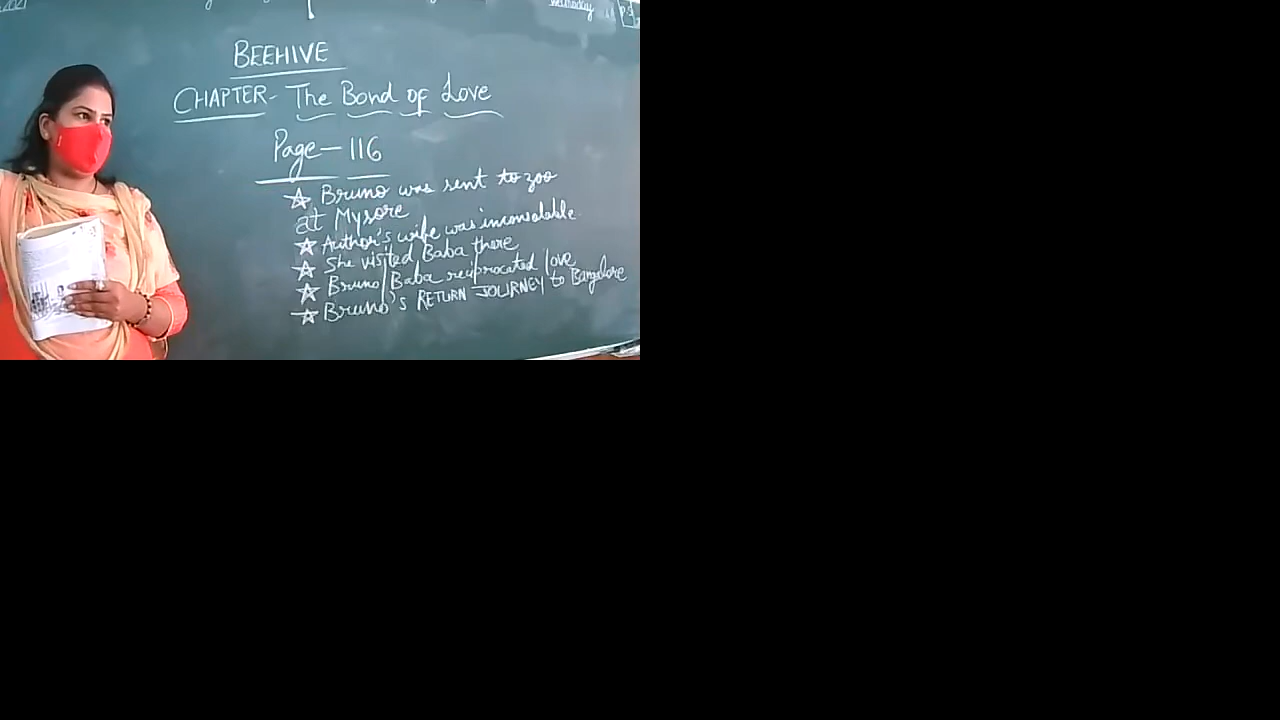 Wednesday
BEEHIVE
CHAPTER- The Bond of Love
Page-116
☆ Bruno was sent to zoo
at Mysore
☆ Author's wife was inconsolable.
☆ She visited Baba there
☆ Bruno/Baba reciprocated love
☆ Bruno's RETURN JOURNEY to Bangalore